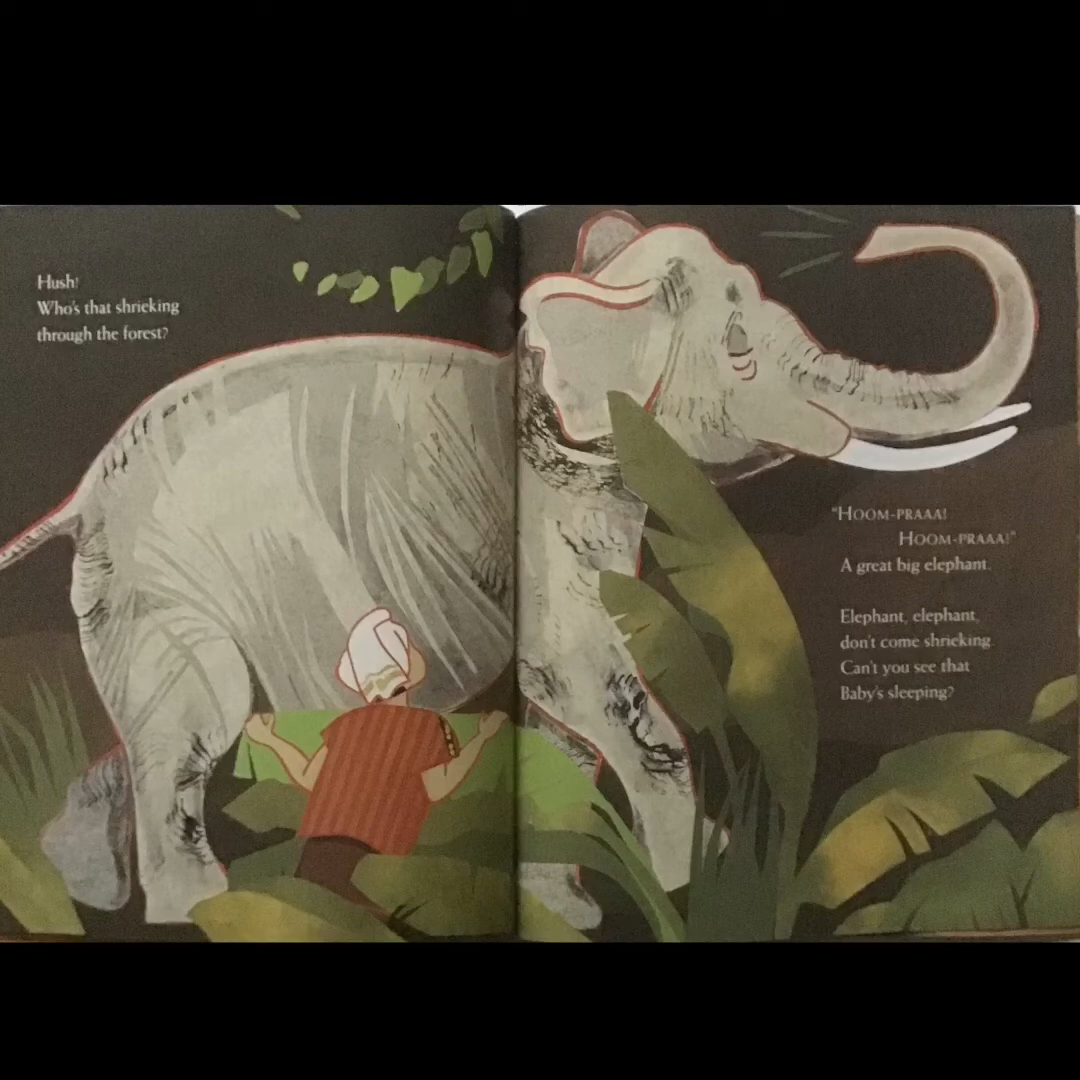 Hush!
Who's that shrieking
through the forest?
"HOOM-PRAAA!
HOOM-PRAAA!"
A great big elephant.
Elephant, elephant,
don't come shrieking.
Can't you see that
Baby's sleeping?